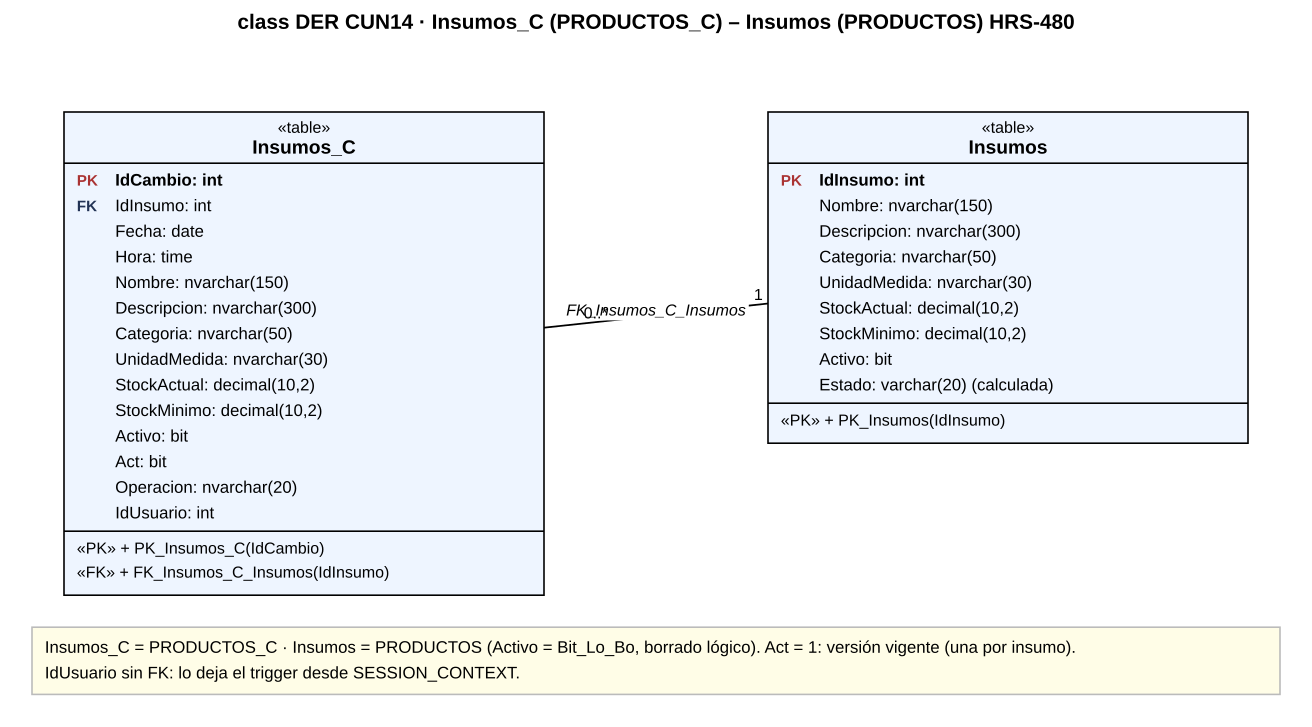 class DER CUN14 · Insumos_C (PRODUCTOS_C) – Insumos (PRODUCTOS) HRS-480
«table»
Insumos_C
PK IdCambio: int
FK IdInsumo: int
Fecha: date
Hora: time
Nombre: nvarchar(150)
Descripcion: nvarchar(300)
Categoria: nvarchar(50)
UnidadMedida: nvarchar(30)
StockActual: decimal(10,2)
StockMinimo: decimal(10,2)
Activo: bit
Act: bit
Operacion: nvarchar(20)
IdUsuario: int
«PK» + PK_Insumos_C(IdCambio)
«FK» + FK_Insumos_C_Insumos(IdInsumo)
0..*
FK_Insumos_C_Insumos
1
«table»
Insumos
PK IdInsumo: int
Nombre: nvarchar(150)
Descripcion: nvarchar(300)
Categoria: nvarchar(50)
UnidadMedida: nvarchar(30)
StockActual: decimal(10,2)
StockMinimo: decimal(10,2)
Activo: bit
Estado: varchar(20) (calculada)
«PK» + PK_Insumos(IdInsumo)
Insumos_C = PRODUCTOS_C · Insumos = PRODUCTOS (Activo = Bit_Lo_Bo, borrado lógico). Act = 1: versión vigente (una por insumo).
IdUsuario sin FK: lo deja el trigger desde SESSION_CONTEXT.